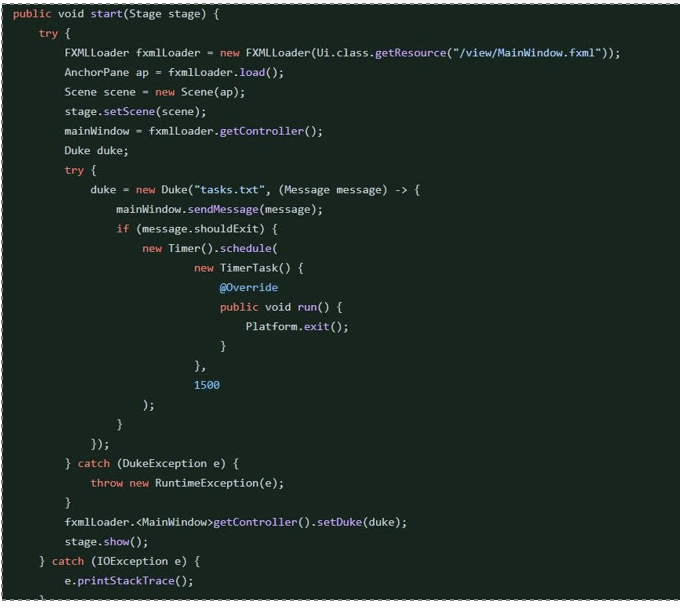 public void start(Stage stage) {
    try {
        FXMLLoader fxmlLoader = new FXMLLoader(Ui.class.getResource("/view/MainWindow.fxml"));
        AnchorPane ap = fxmlLoader.load();
        Scene scene = new Scene(ap);
        stage.setScene(scene);
        mainWindow = fxmlLoader.getController();
        Duke duke;
        try {
            duke = new Duke("tasks.txt", (Message message) -> {
                mainWindow.sendMessage(message);
                if (message.shouldExit) {
                    new Timer().schedule(
                            new TimerTask() {
                                @Override
                                public void run() {
                                    Platform.exit();
                                }
                            },
                            1500
                    );
                }
            });
        } catch (DukeException e) {
            throw new RuntimeException(e);
        }
        fxmlLoader.<MainWindow>getController().setDuke(duke);
        stage.show();
    } catch (IOException e) {
        e.printStackTrace();
    }